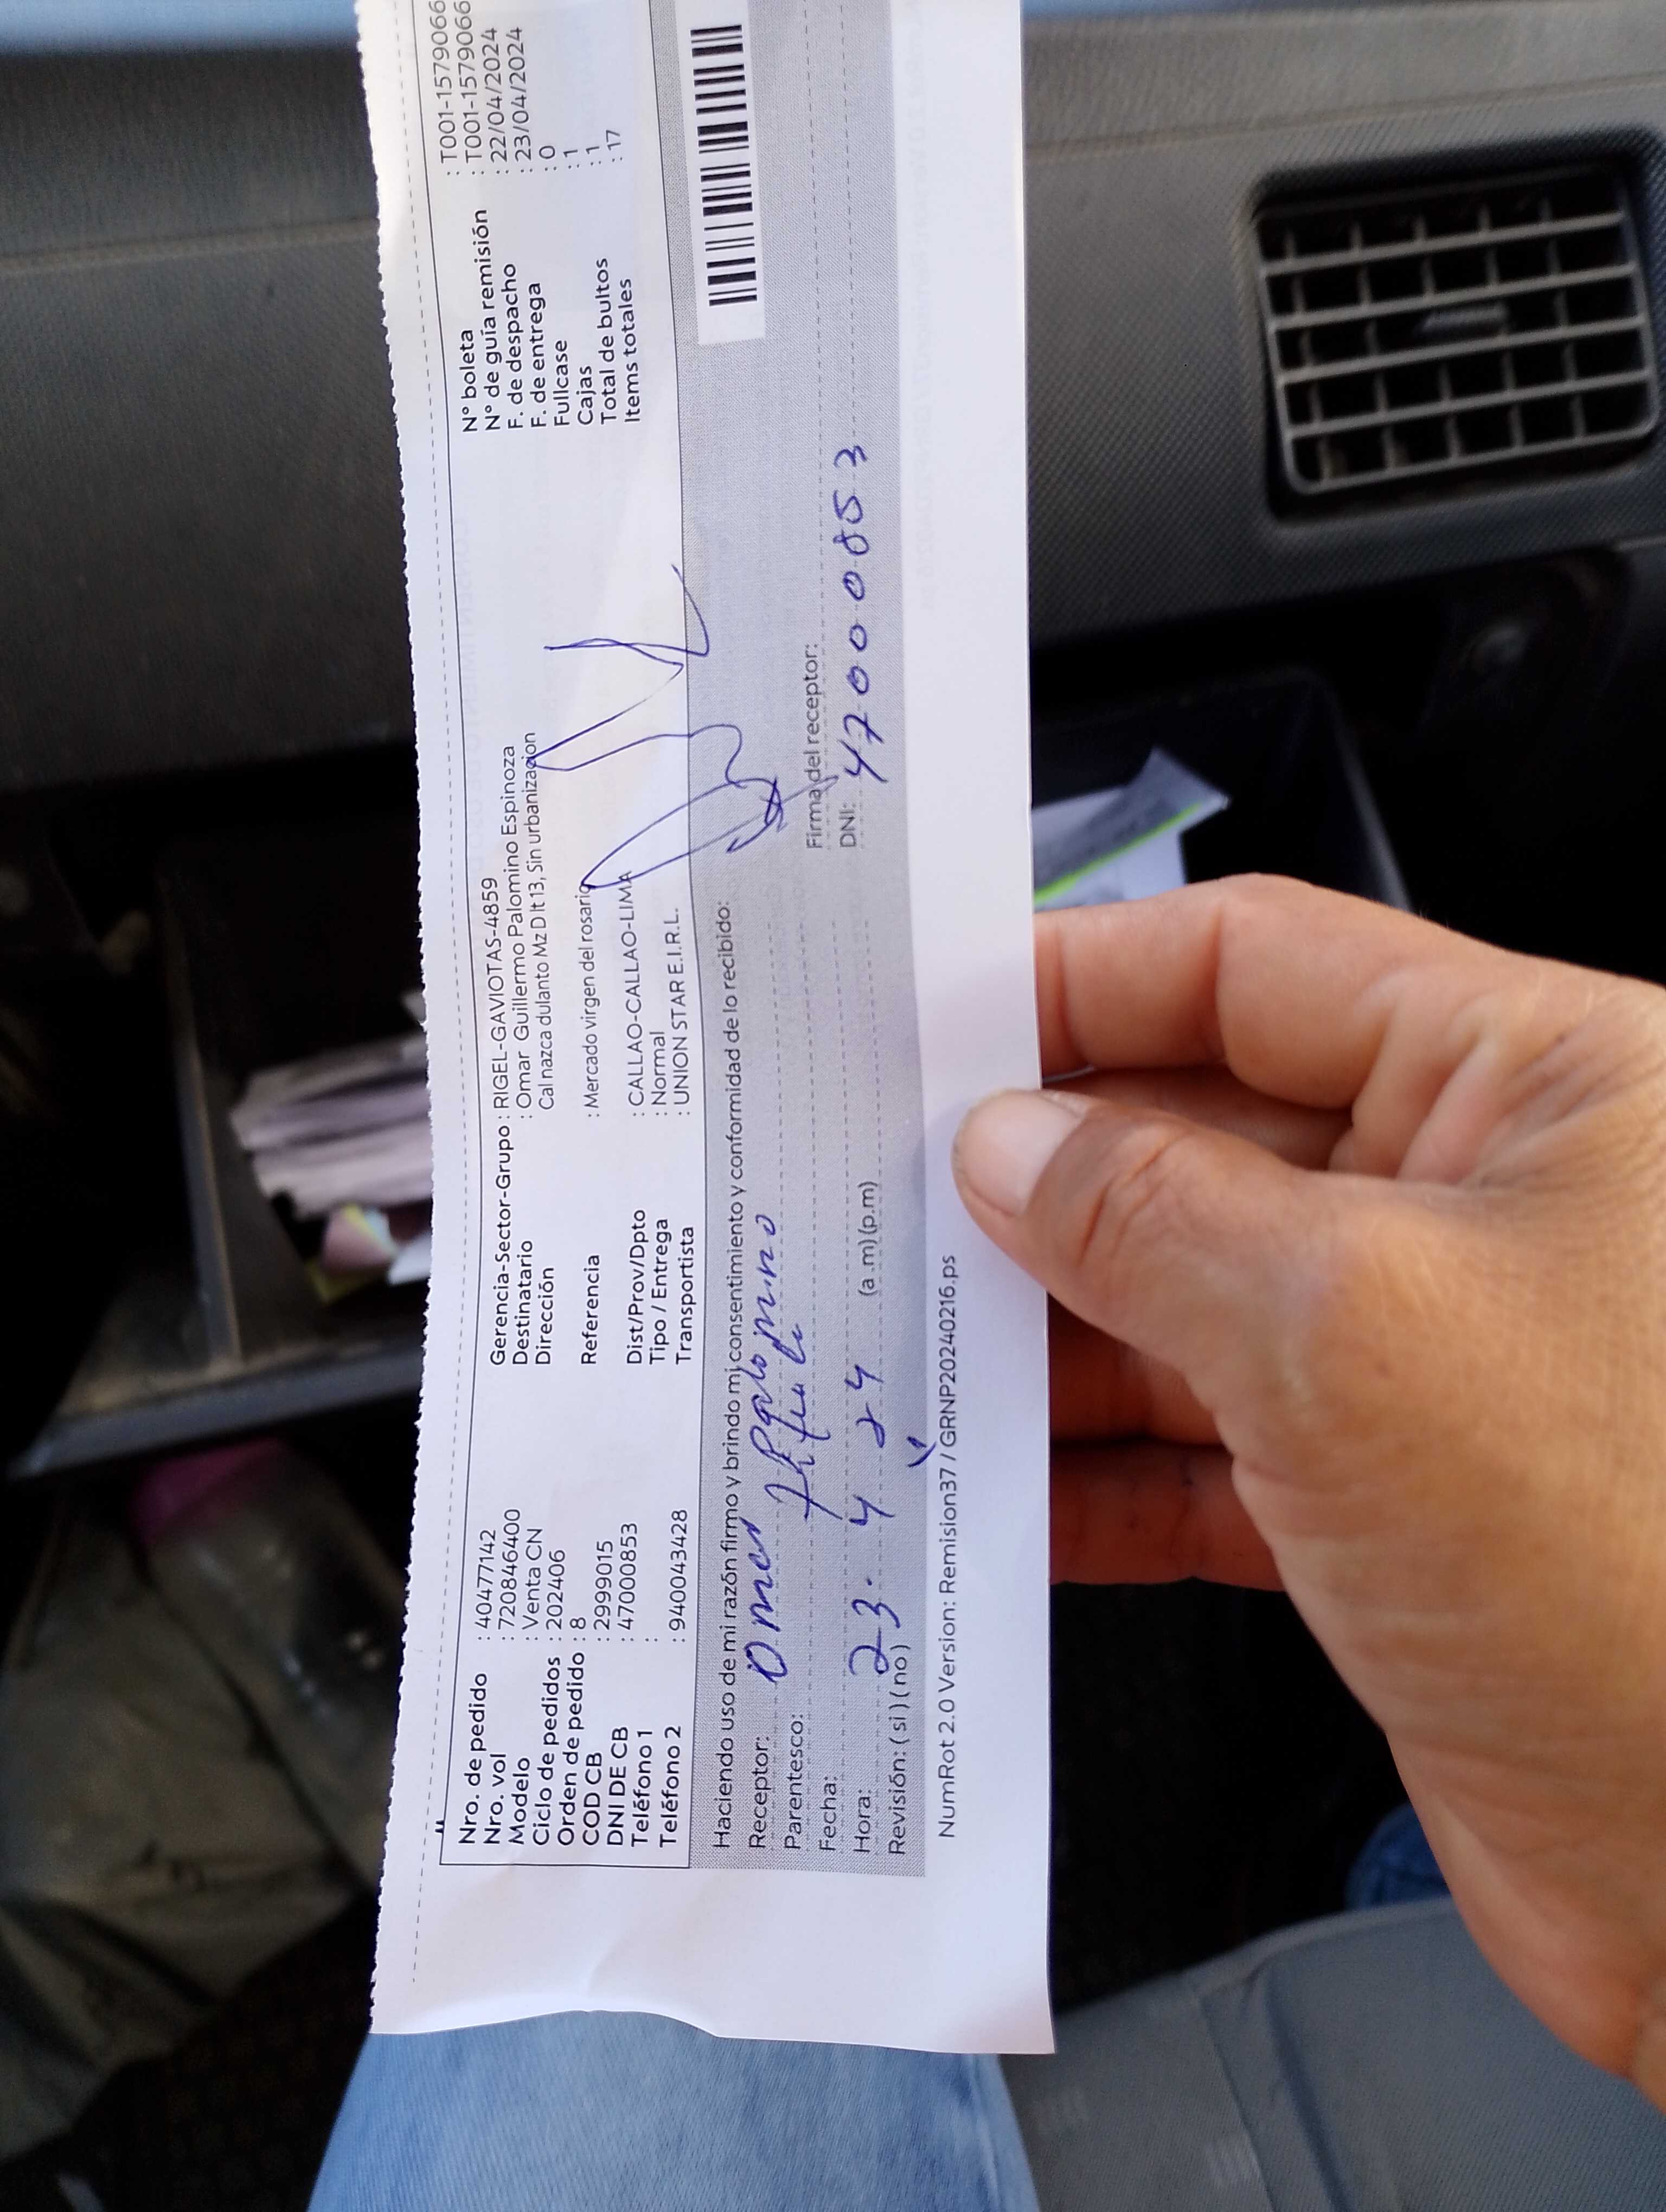 Nro. de pedido : 40477142
Nro. vol : 7208464400
Modelo : Venta CN
Ciclo de pedidos : 202406
Orden de pedido : 8
COD CB : 2999015
DNI DE CB : 47000853
Teléfono 1 :
Teléfono 2 : 940043428
Gerencia-Sector-Grupo : RIGEL-GAVIOTAS-4859
Destinatario : Omar Guillermo Palomino Espinoza
Dirección Cal nazca dulanto Mz D lt 13, Sin urbanizacion
Referencia : Mercado virgen del rosario
Dist/Prov/Dpto : CALLAO-CALLAO-LIMA
Tipo / Entrega : Normal
Transportista : UNION STAR E.I.R.L.
N° boleta : T001-1579066
N° de guía remisión : T001-1579066
F. de despacho : 22/04/2024
F. de entrega : 23/04/2024
Fullcase : 0
Cajas : 1
Total de bultos : 1
Items totales : 17
Haciendo uso de mi razón firmo y brindo mi consentimiento y conformidad de lo recibido:
Receptor: Omar Palomino
Parentesco:
Fecha:
Hora: 23. 4 24 (a .m) (p.m)
Revisión: ( si ) ( no )
Firma del receptor:
DNI: 47000853
NumRot 2.0 Version: Remision37 / GRNP20240216.ps